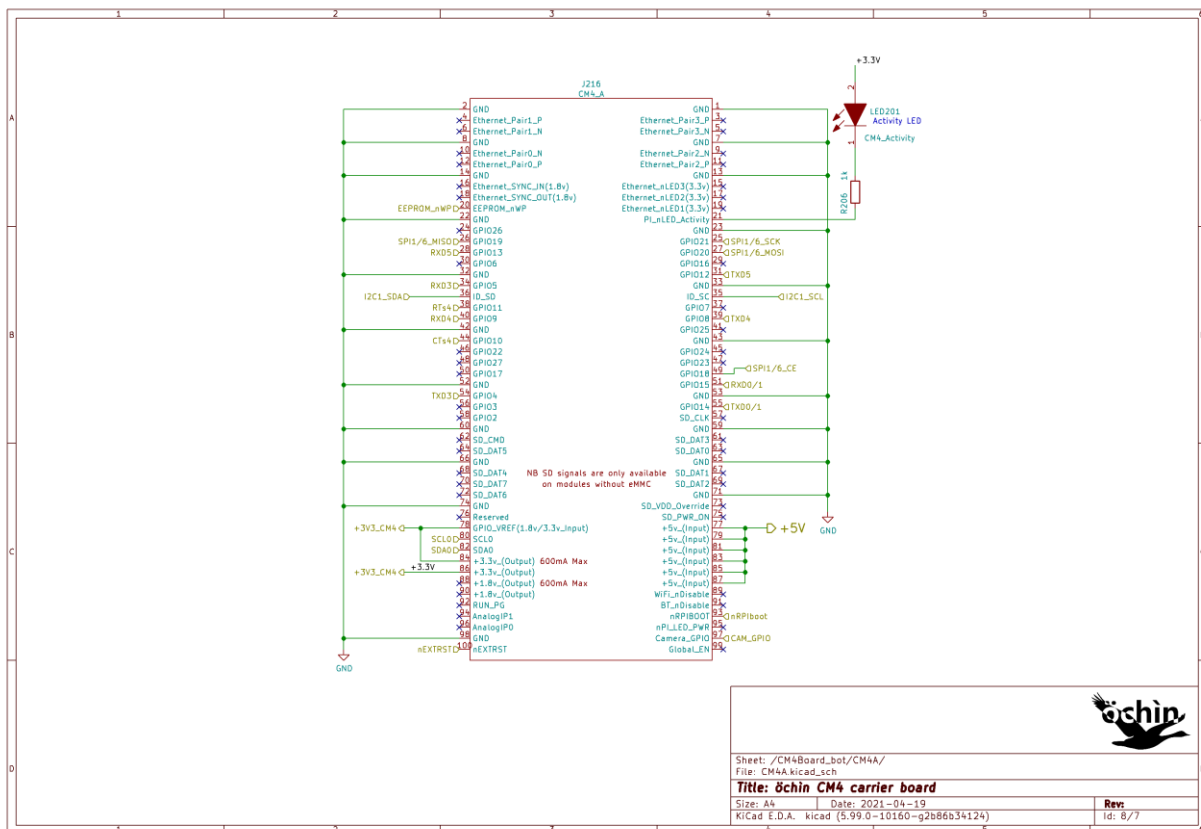 1 2 3 4 5 6
A
B
C
D
J216
CM4_A
2 GND
4 Ethernet_Pair1_P
6 Ethernet_Pair1_N
8 GND
10 Ethernet_Pair0_N
12 Ethernet_Pair0_P
14 GND
16 Ethernet_SYNC_IN(1.8v)
18 Ethernet_SYNC_OUT(1.8v)
EEPROM_nWP 20 EEPROM_nWP
22 GND
24 GPIO26
SPI1/6_MISO 26 GPIO19
RXD5 28 GPIO13
30 GPIO6
32 GND
RXD3 34 GPIO5
I2C1_SDA 36 ID_SD
RTs4 38 GPIO11
RXD4 40 GPIO9
42 GND
CTs4 44 GPIO10
46 GPIO22
48 GPIO27
50 GPIO17
52 GND
TXD3 54 GPIO4
56 GPIO3
58 GPIO2
60 GND
62 SD_CMD
64 SD_DAT5
66 GND
68 SD_DAT4
70 SD_DAT7
72 SD_DAT6
74 GND
76 Reserved
+3V3_CM4 78 GPIO_VREF(1.8v/3.3v_Input)
SCL0 80 SCL0
SDA0 82 SDA0
84 +3.3v_(Output) 600mA Max
+3.3V
+3V3_CM4 86 +3.3v_(Output)
88 +1.8v_(Output) 600mA Max
90 +1.8v_(Output)
92 RUN_PG
94 AnalogIP1
96 AnalogIP0
98 GND
nEXTRST 100 nEXTRST
GND
NB SD signals are only available
on modules without eMMC
GND 1
Ethernet_Pair3_P 3
Ethernet_Pair3_N 5
GND 7
Ethernet_Pair2_N 9
Ethernet_Pair2_P 11
GND 13
Ethernet_nLED3(3.3v) 15
Ethernet_nLED2(3.3v) 17
Ethernet_nLED1(3.3v) 19
PI_nLED_Activity 21
GND 23
GPIO21 25 SPI1/6_SCK
GPIO20 27 SPI1/6_MOSI
GPIO16 29
GPIO12 31 TXD5
GND 33
ID_SC 35 I2C1_SCL
GPIO7 37
GPIO8 39 TXD4
GPIO25 41
GND 43
GPIO24 45
GPIO23 47
GPIO18 49 SPI1/6_CE
GPIO15 51 RXD0/1
GND 53
GPIO14 55 TXD0/1
SD_CLK 57
GND 59
SD_DAT3 61
SD_DAT0 63
GND 65
SD_DAT1 67
SD_DAT2 69
GND 71
SD_VDD_Override 73
SD_PWR_ON 75
+5v_(Input) 77 +5V
+5v_(Input) 79
+5v_(Input) 81
+5v_(Input) 83
+5v_(Input) 85
+5v_(Input) 87
WiFi_nDisable 89
BT_nDisable 91
nRPIBOOT 93 nRPIboot
nPI_LED_PWR 95
Camera_GPIO 97 CAM_GPIO
Global_EN 99
GND
+3.3V
2
LED201
Activity LED
CM4_Activity
1
R206 1k
öchìn
Sheet: /CM4Board_bot/CM4A/
File: CM4A.kicad_sch
Title: öchìn CM4 carrier board
Size: A4 Date: 2021-04-19 Rev:
KiCad E.D.A. kicad (5.99.0-10160-g2b86b34124) Id: 8/7
1 2 3 4 5